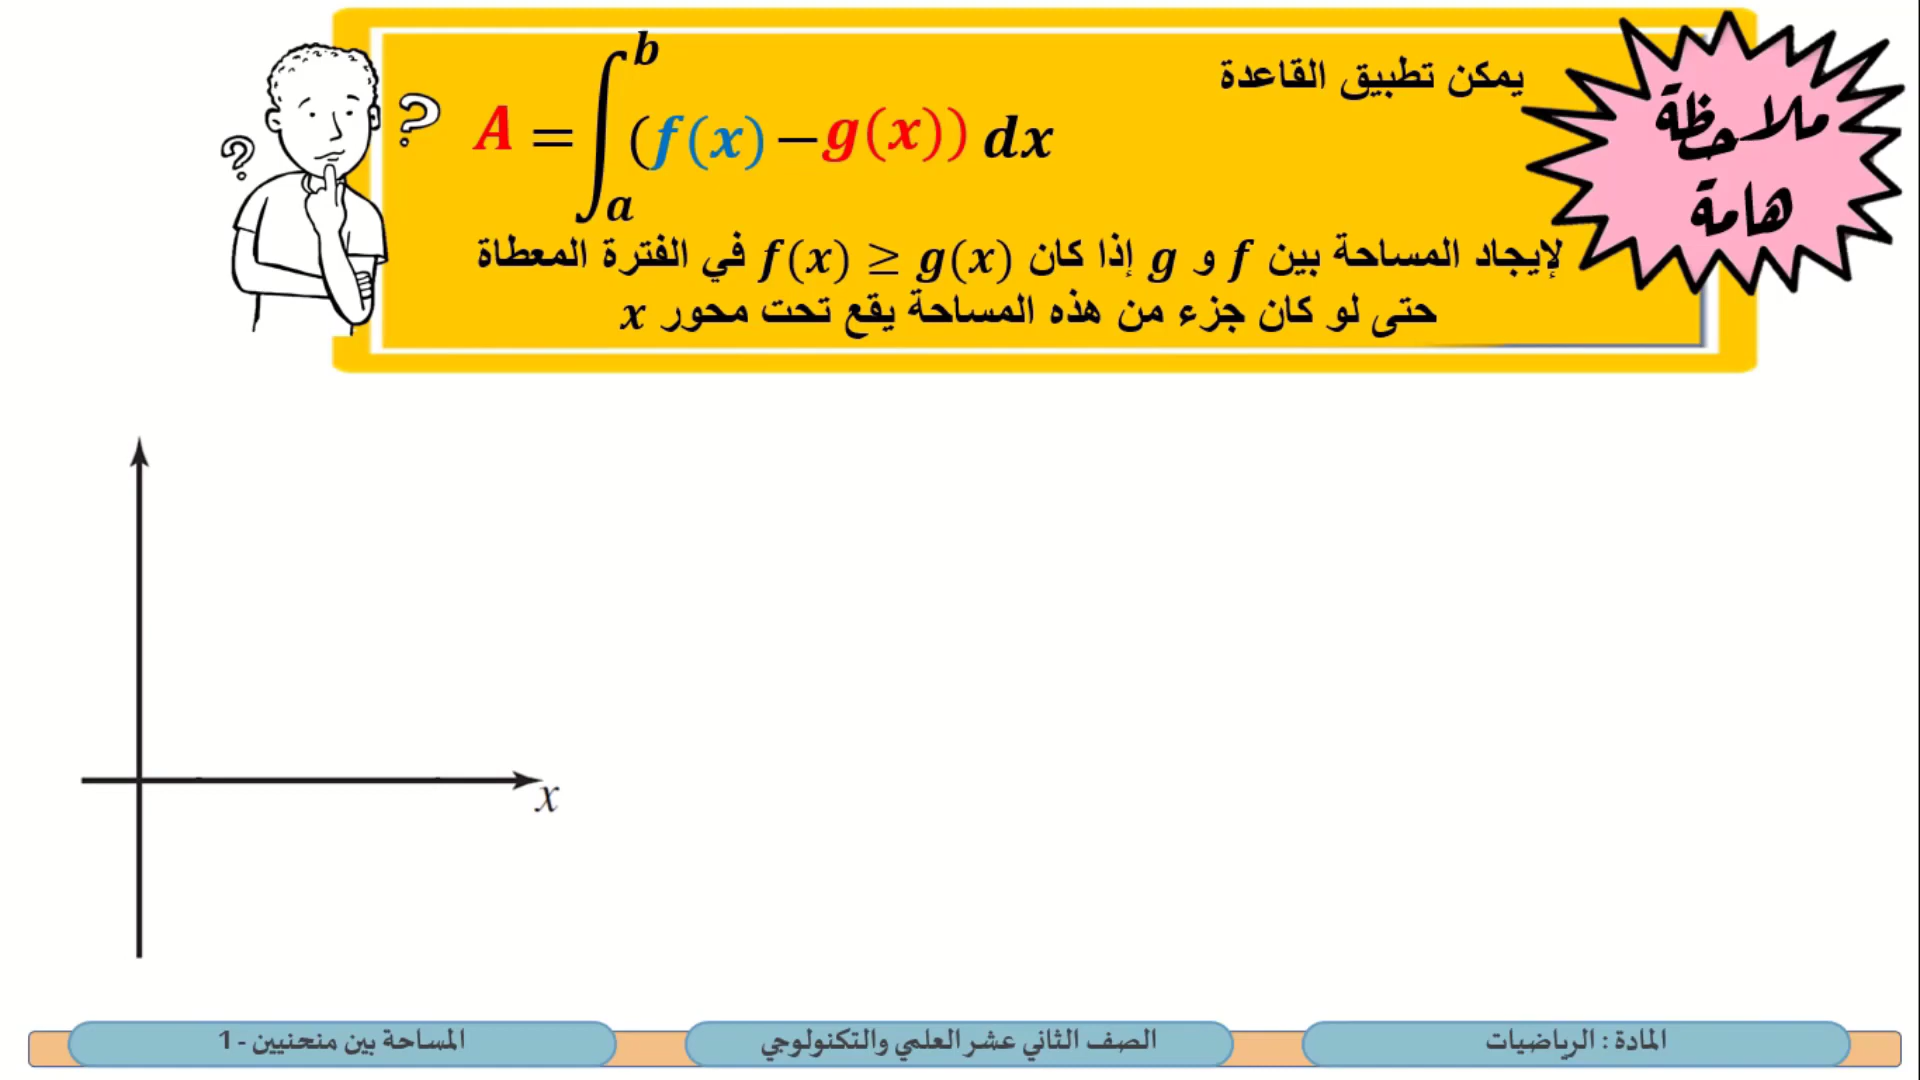 ملاحظة
هامة
يمكن تطبيق القاعدة
A = ∫_a^b (f(x) − g(x)) dx
لإيجاد المساحة بين f و g إذا كان f(x) ≥ g(x) في الفترة المعطاة
حتى لو كان جزء من هذه المساحة يقع تحت محور x
? ?
x
المادة : الرياضيات
الصف الثاني عشر العلمي والتكنولوجي
المساحة بين منحنيين - 1